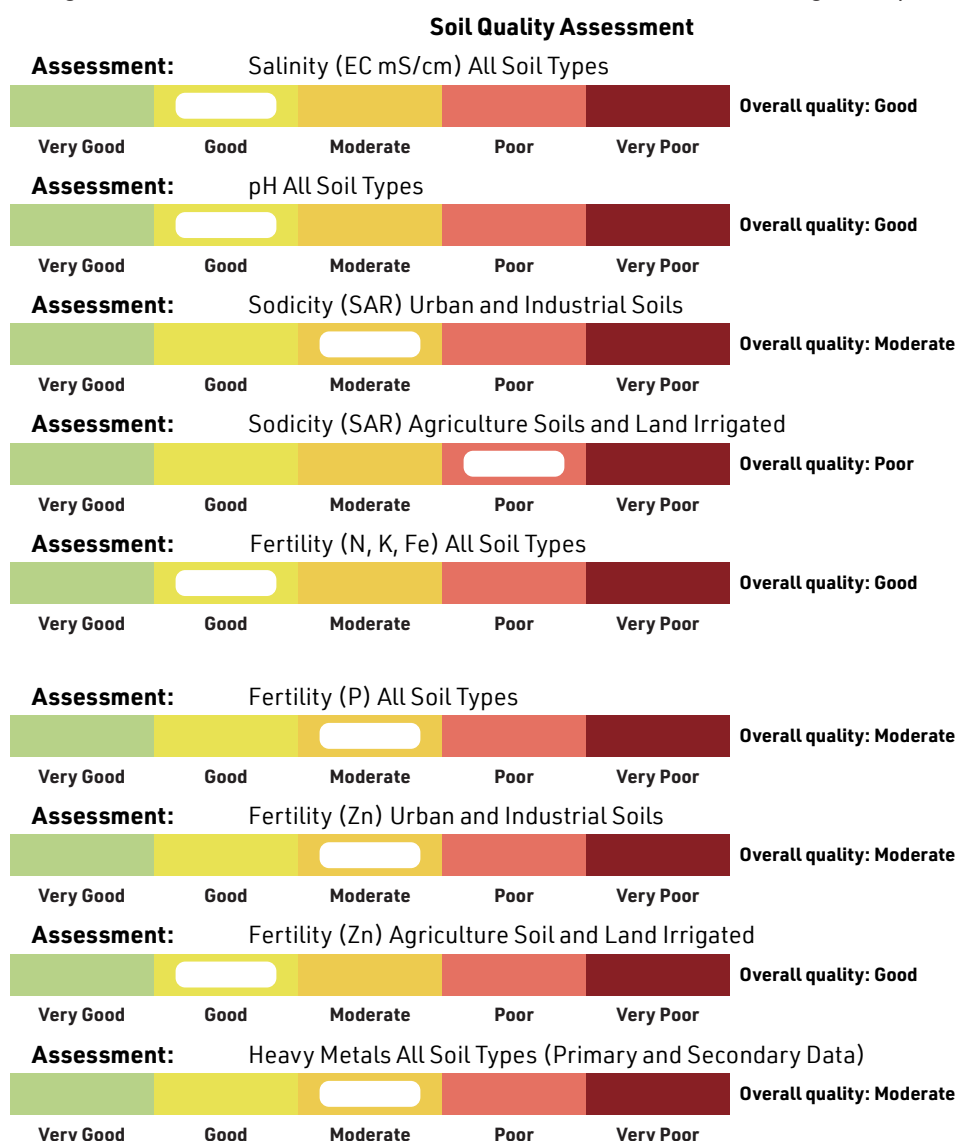 Soil Quality Assessment
Assessment: Salinity (EC mS/cm) All Soil Types
Overall quality: Good
Very Good Good Moderate Poor Very Poor
Assessment: pH All Soil Types
Overall quality: Good
Very Good Good Moderate Poor Very Poor
Assessment: Sodicity (SAR) Urban and Industrial Soils
Overall quality: Moderate
Very Good Good Moderate Poor Very Poor
Assessment: Sodicity (SAR) Agriculture Soils and Land Irrigated
Overall quality: Poor
Very Good Good Moderate Poor Very Poor
Assessment: Fertility (N, K, Fe) All Soil Types
Overall quality: Good
Very Good Good Moderate Poor Very Poor
Assessment: Fertility (P) All Soil Types
Overall quality: Moderate
Very Good Good Moderate Poor Very Poor
Assessment: Fertility (Zn) Urban and Industrial Soils
Overall quality: Moderate
Very Good Good Moderate Poor Very Poor
Assessment: Fertility (Zn) Agriculture Soil and Land Irrigated
Overall quality: Good
Very Good Good Moderate Poor Very Poor
Assessment: Heavy Metals All Soil Types (Primary and Secondary Data)
Overall quality: Moderate
Very Good Good Moderate Poor Very Poor